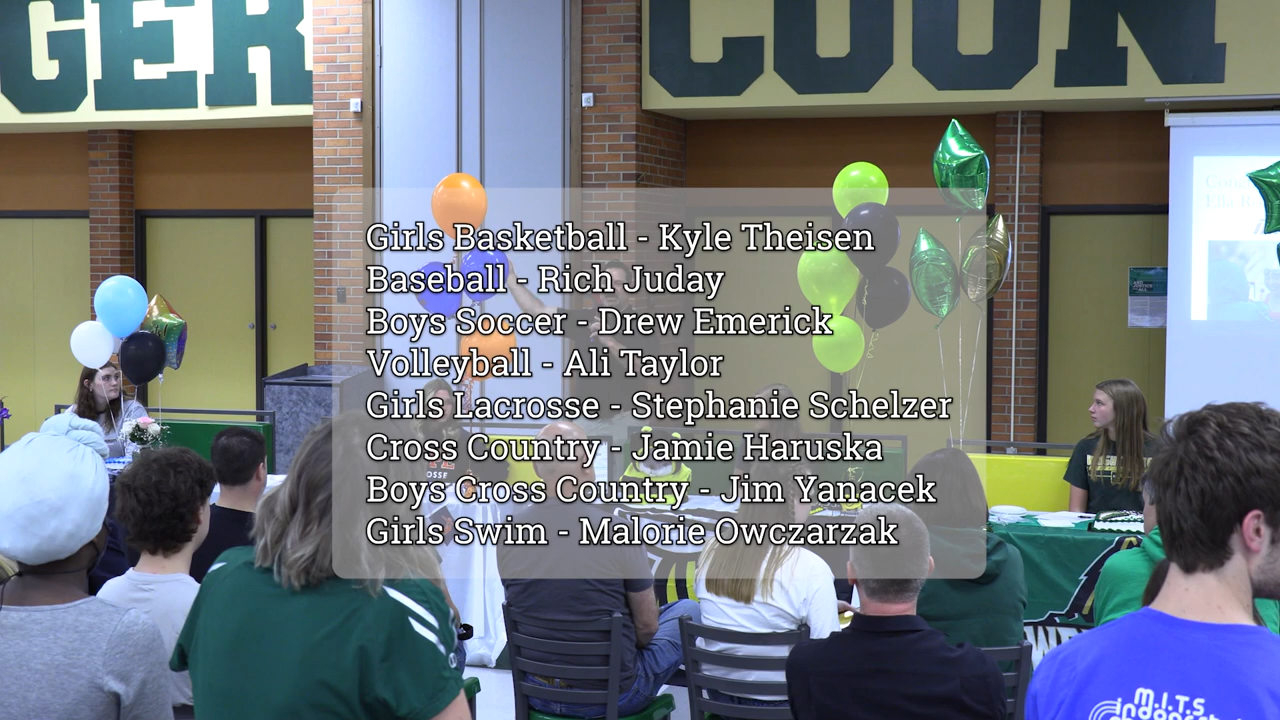 GER
COON
Girls Basketball - Kyle Theisen
Baseball - Rich Juday
Boys Soccer - Drew Emerick
Volleyball - Ali Taylor
Girls Lacrosse - Stephanie Schelzer
Cross Country - Jamie Haruska
Boys Cross Country - Jim Yanacek
Girls Swim - Malorie Owczarzak
M.I.T.S